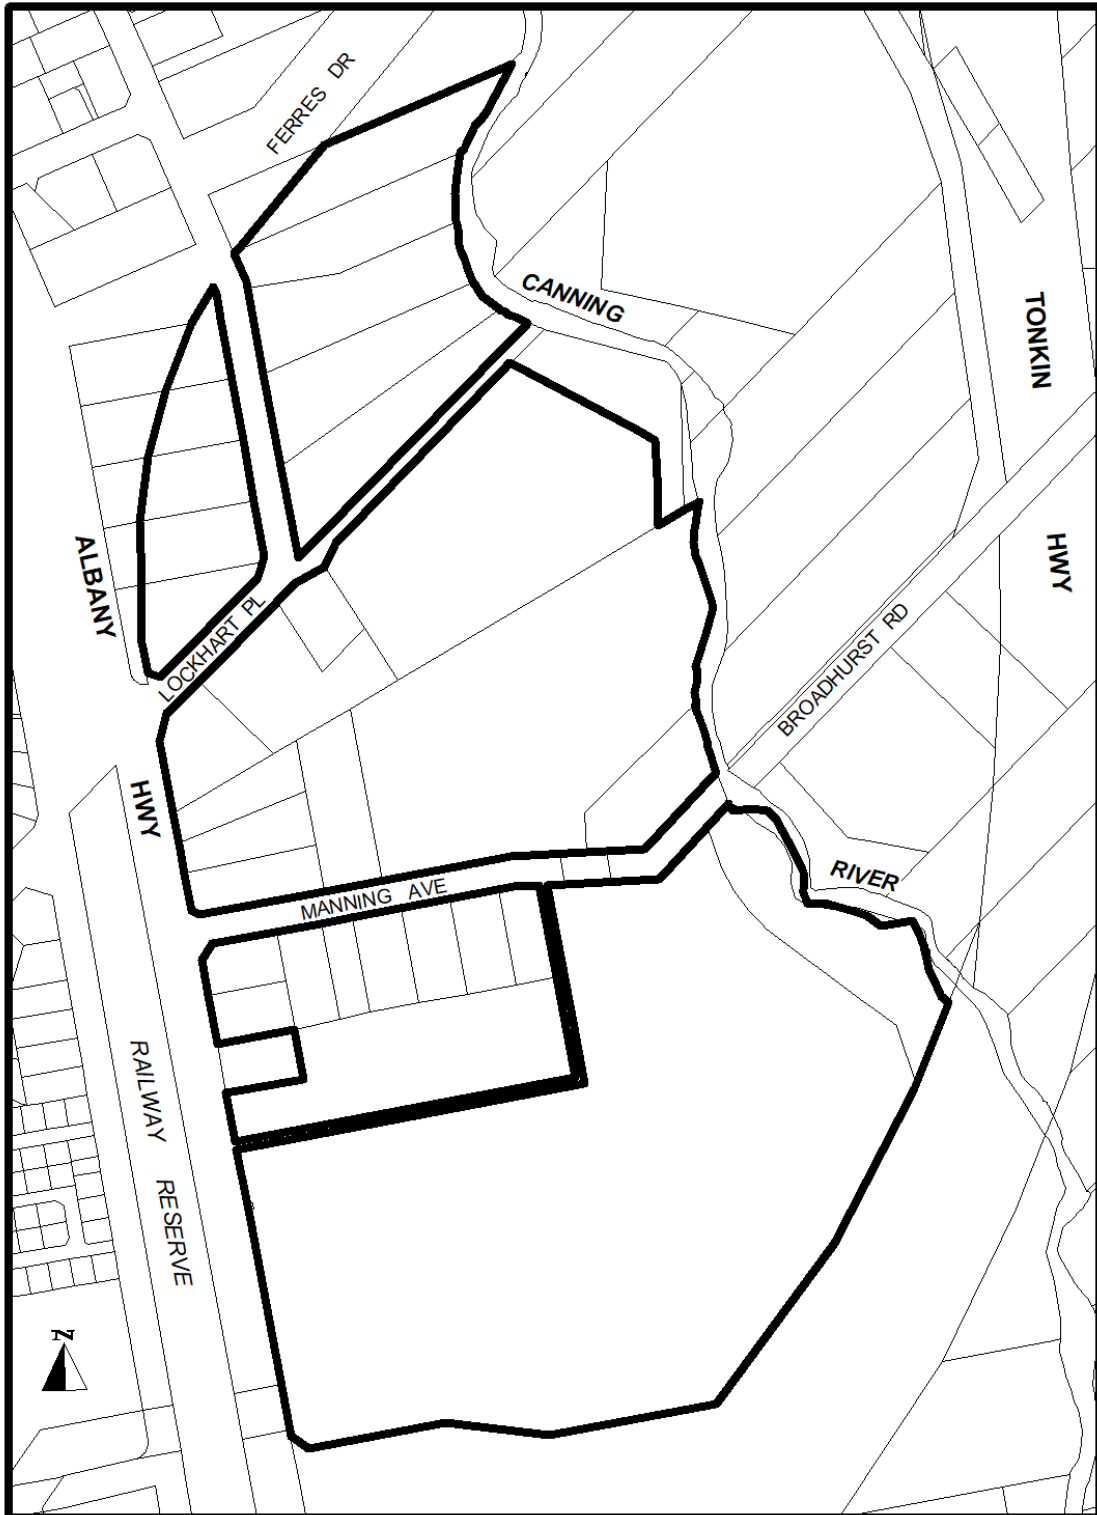 FERRES DR
CANNING
TONKIN
ALBANY
HWY
LOCKHART PL
BROADHURST RD
HWY
RIVER
MANNING AVE
RAILWAY
RESERVE
N